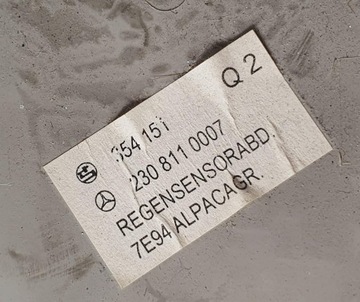 Q 2
354 151
230 811 0007
REGENSENSORABD.
7E94 ALPACAGR.